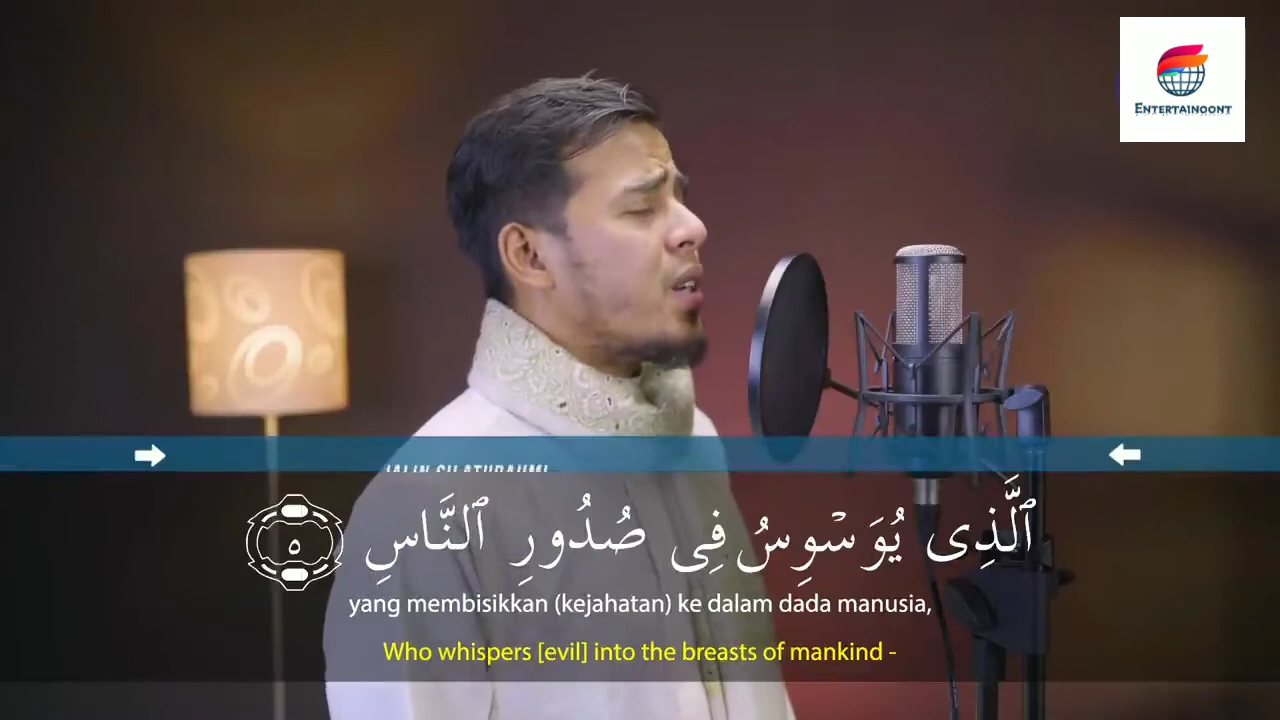 ENTERTAINOONT
ٱلَّذِى يُوَسْوِسُ فِى صُدُورِ ٱلنَّاسِ ٥
yang membisikkan (kejahatan) ke dalam dada manusia,
Who whispers [evil] into the breasts of mankind -